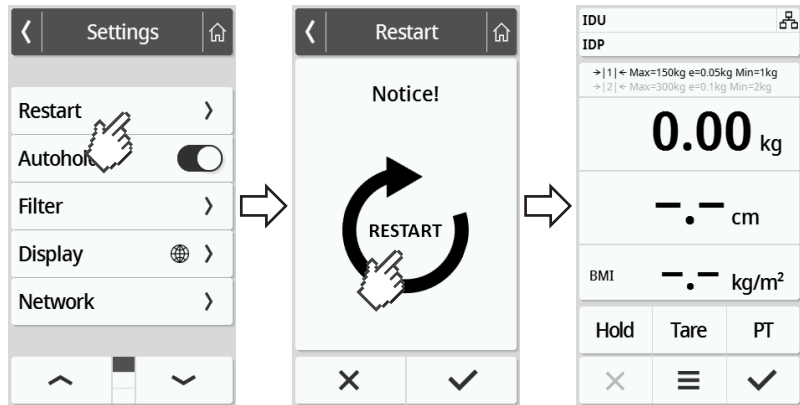 Settings
Restart
Autohold
Filter
Display
Network
Restart
Notice!
RESTART
IDU
IDP
→|1|← Max=150kg e=0.05kg Min=1kg
→|2|← Max=300kg e=0.1kg Min=2kg
0.00 kg
–.– cm
BMI –.– kg/m²
Hold Tare PT